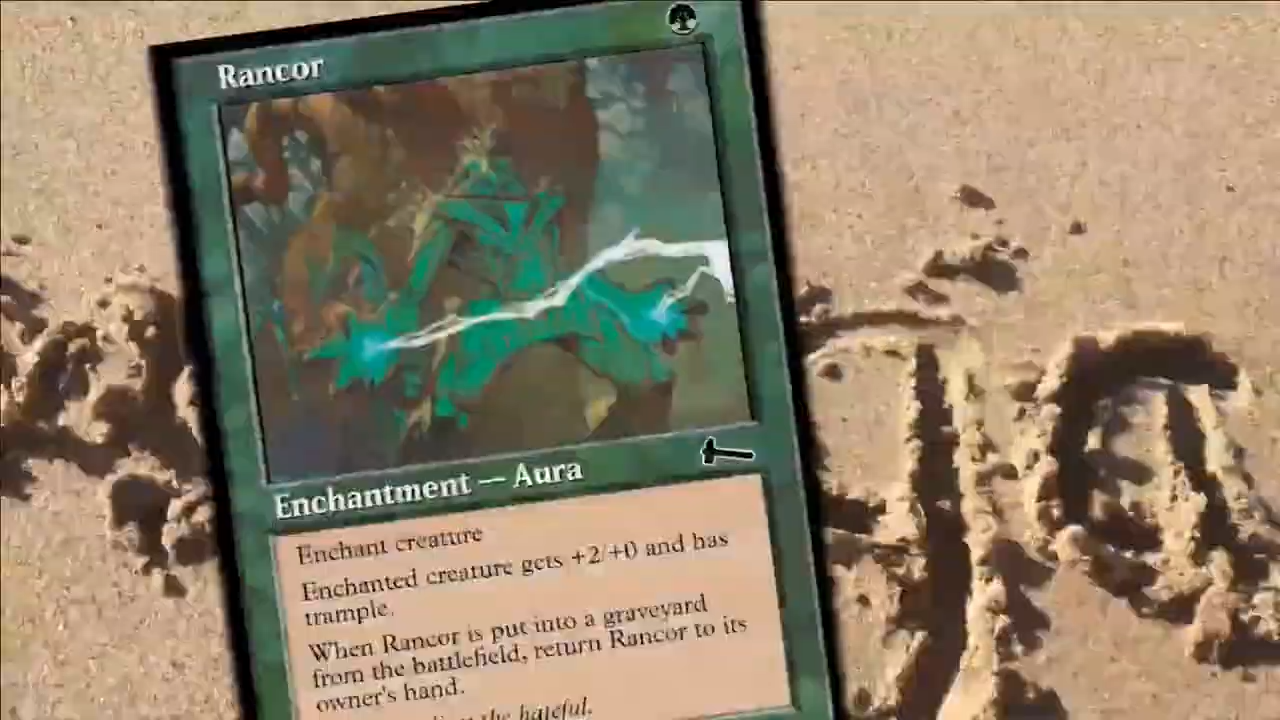 Rancor
Enchantment — Aura
Enchant creature
Enchanted creature gets +2/+0 and has
trample.
When Rancor is put into a graveyard
from the battlefield, return Rancor to its
owner's hand.
the hateful.